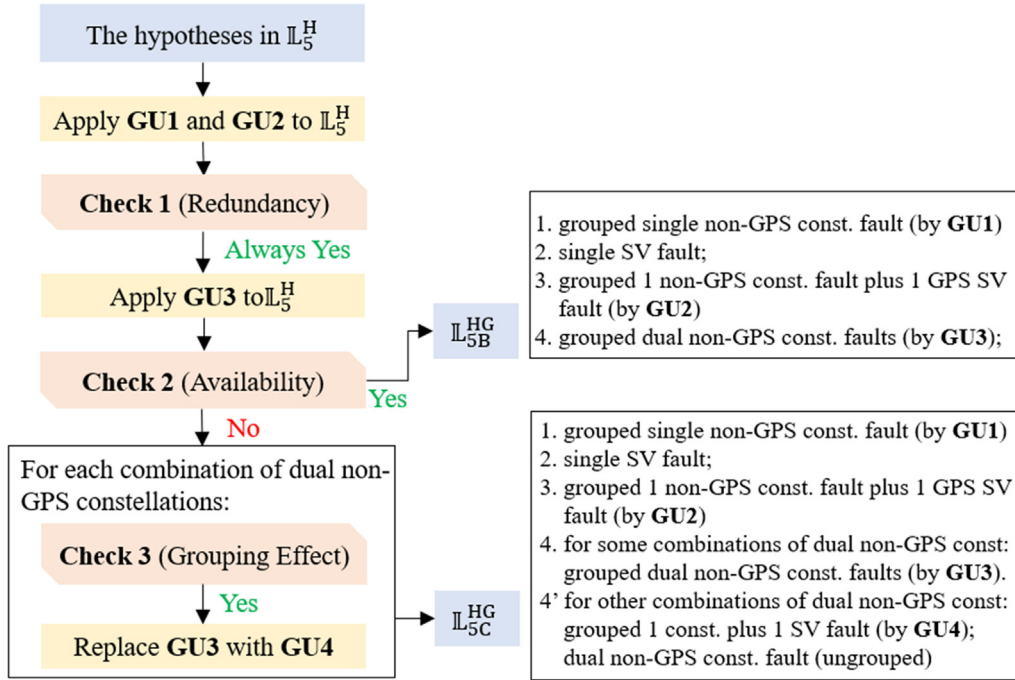 The hypotheses in 𝕃₅ᴴ
Apply GU1 and GU2 to 𝕃₅ᴴ
Check 1 (Redundancy)
Always Yes
Apply GU3 to𝕃₅ᴴ
Check 2 (Availability)
Yes
No
For each combination of dual non-
GPS constellations:
Check 3 (Grouping Effect)
Yes
Replace GU3 with GU4
𝕃_{5B}^{HG}
1. grouped single non-GPS const. fault (by GU1)
2. single SV fault;
3. grouped 1 non-GPS const. fault plus 1 GPS SV
fault (by GU2)
4. grouped dual non-GPS const. faults (by GU3);
𝕃_{5C}^{HG}
1. grouped single non-GPS const. fault (by GU1)
2. single SV fault;
3. grouped 1 non-GPS const. fault plus 1 GPS SV
fault (by GU2)
4. for some combinations of dual non-GPS const:
grouped dual non-GPS const. faults (by GU3).
4’ for other combinations of dual non-GPS const:
grouped 1 const. plus 1 SV fault (by GU4);
dual non-GPS const. fault (ungrouped)